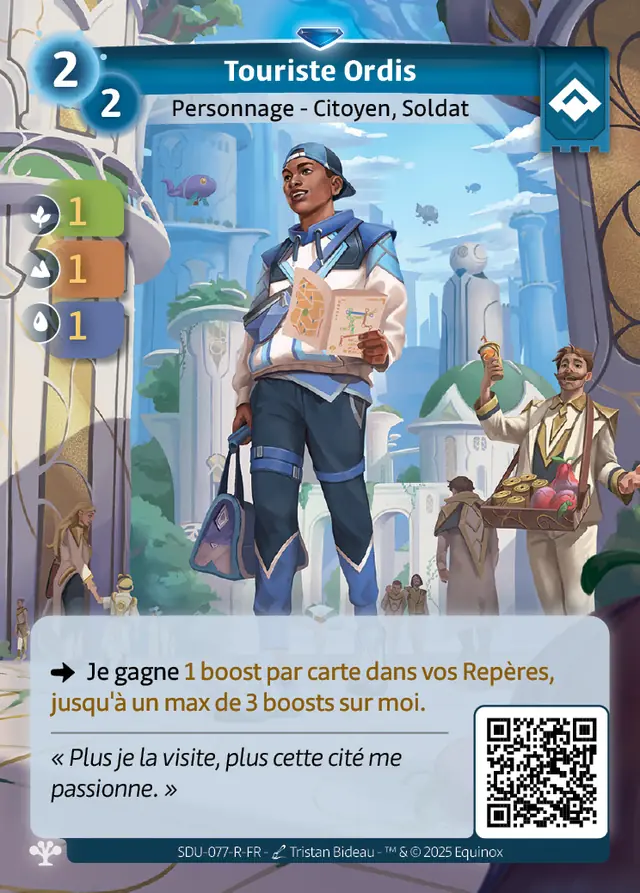 2
Touriste Ordis
2
Personnage - Citoyen, Soldat
1
1
1
Je gagne 1 boost par carte dans vos Repères,
jusqu'à un max de 3 boosts sur moi.
« Plus je la visite, plus cette cité me
passionne. »
SDU-077-R-FR - Tristan Bideau - ™ & © 2025 Equinox